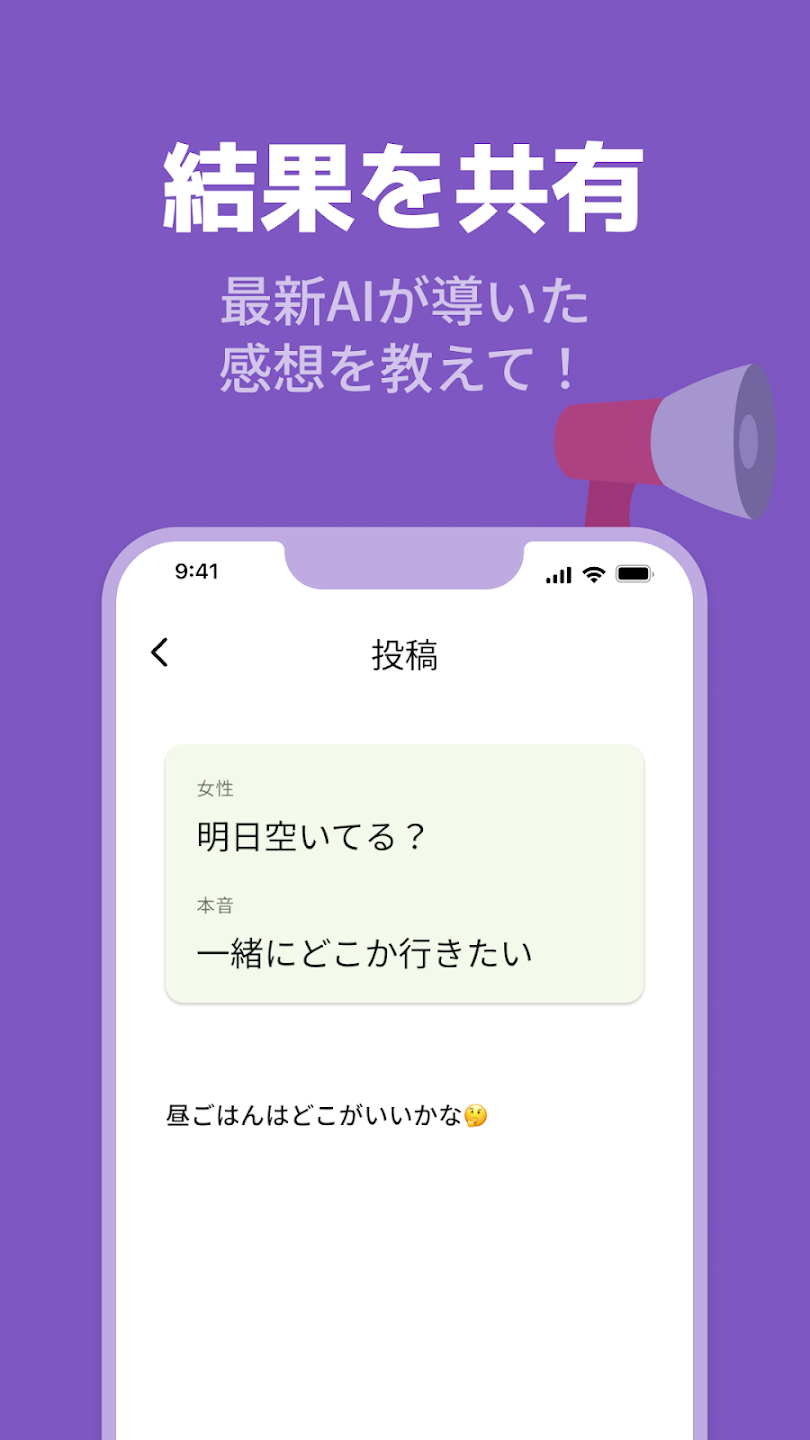 結果を共有
最新AIが導いた
感想を教えて！
9:41
投稿
女性
明日空いてる？
本音
一緒にどこか行きたい
昼ごはんはどこがいいかな🤔